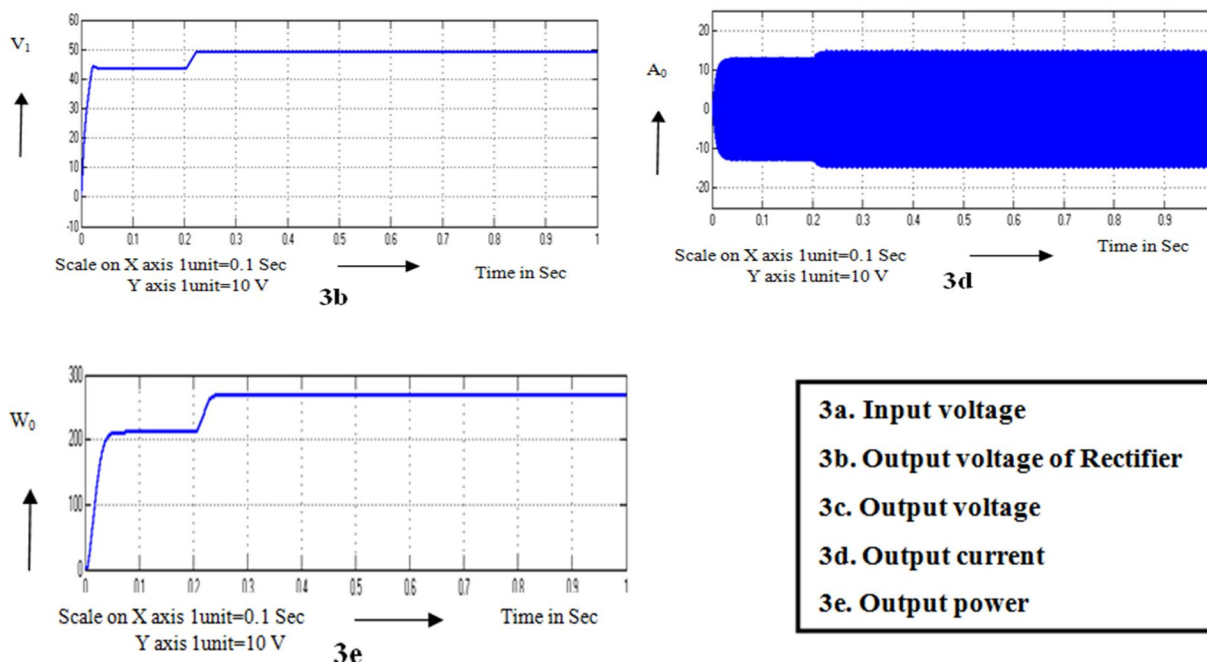 60
V1
50
40
30
20
10
0
-10
0 0.1 0.2 0.3 0.4 0.5 0.6 0.7 0.8 0.9 1
Scale on X axis 1unit=0.1 Sec
Time in Sec
Y axis 1unit=10 V
3b
20
A0
10
0
-10
-20
0 0.1 0.2 0.3 0.4 0.5 0.6 0.7 0.8 0.9
Time in Sec
Scale on X axis 1unit=0.1 Sec
Y axis 1unit=10 V
3d
300
W0
200
100
0
0 0.1 0.2 0.3 0.4 0.5 0.6 0.7 0.8 0.9 1
Scale on X axis 1unit=0.1 Sec
Time in Sec
Y axis 1unit=10 V
3e
3a. Input voltage
3b. Output voltage of Rectifier
3c. Output voltage
3d. Output current
3e. Output power